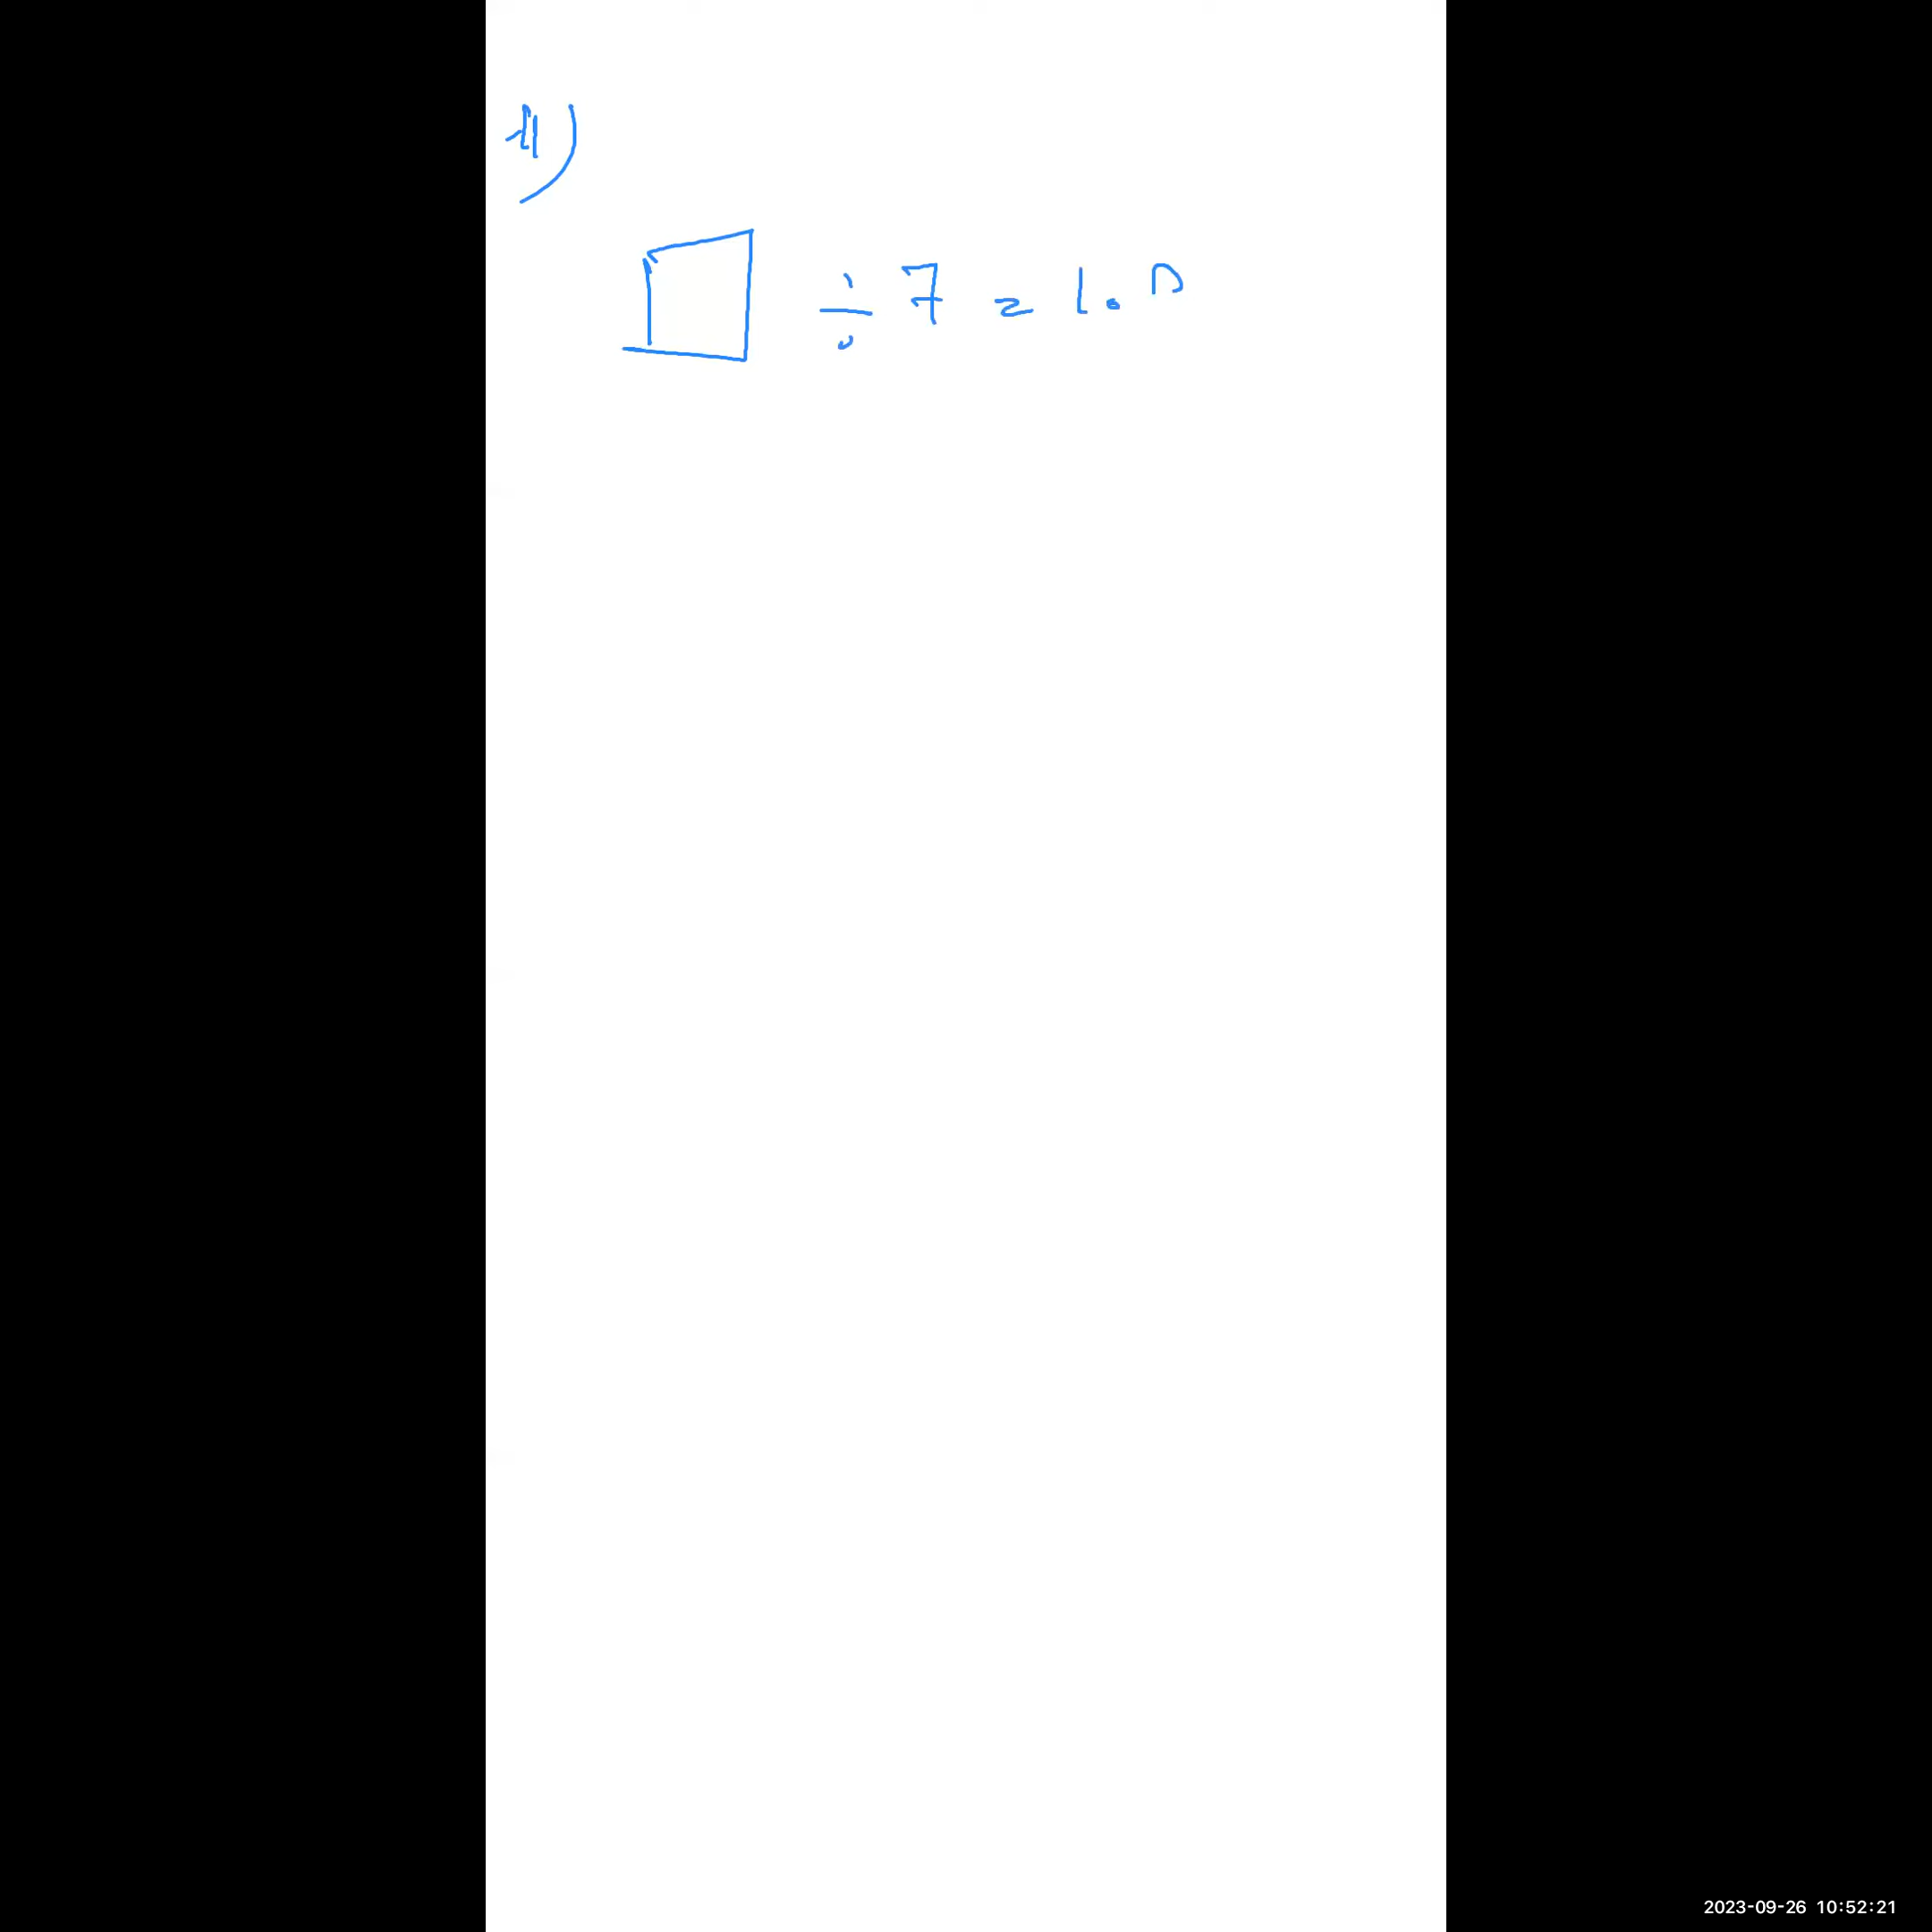 11)
□ ÷ 7 = 1.
2023-09-26 10:52:21